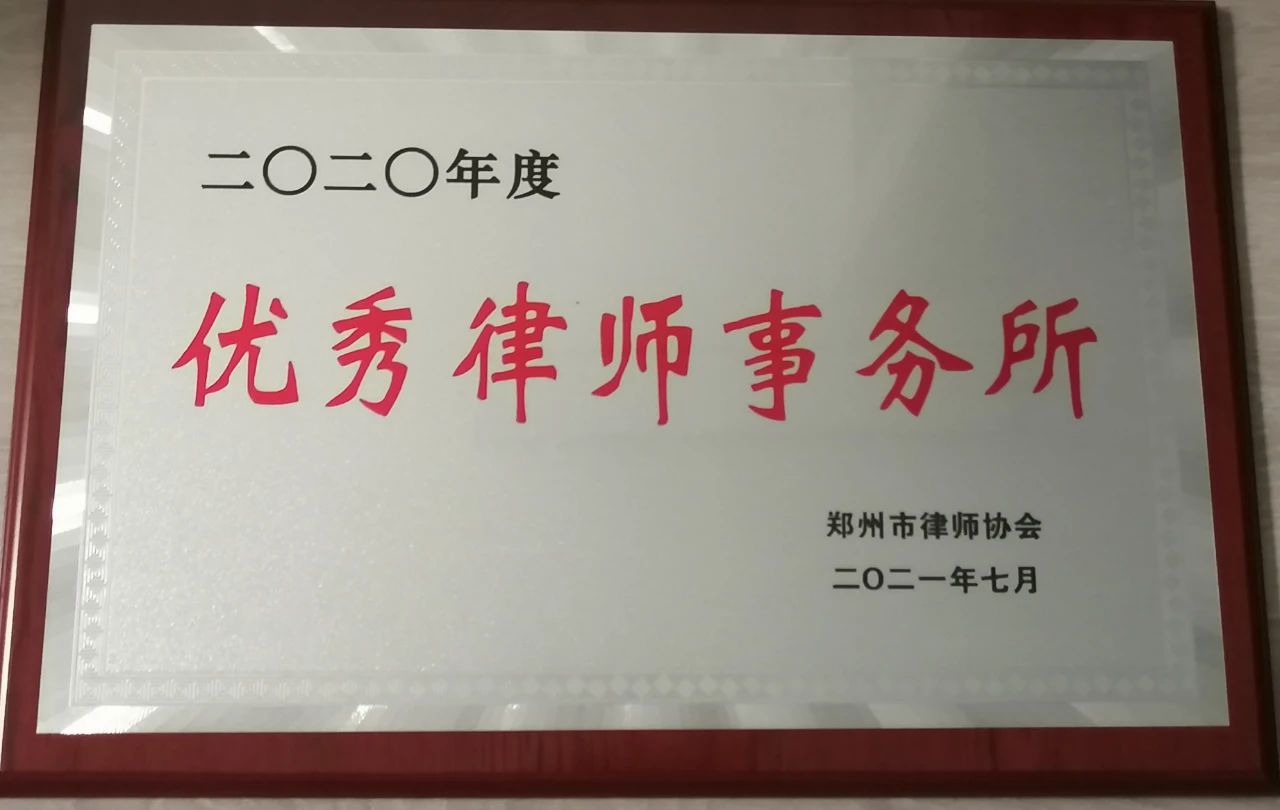 二〇二〇年度
优秀律师事务所
郑州市律师协会
二〇二一年七月